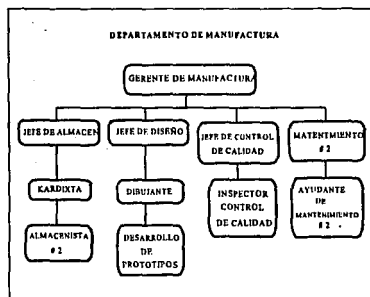 DEPARTAMENTO DE MANUFACTURA
GERENTE DE MANUFACTURA
JEFE DE ALMACEN
JEFE DE DISEÑO
JEFE DE CONTROL
DE CALIDAD
MATENTMIENTO
# 2
KARDIXTA
DIBUJANTE
INSPECTOR
CONTROL
DE CALIDAD
AYUDANTE
DE
MANTENIMIENTO
# 2
ALMACENISTA
# 2
DESARROLLO
DE
PROTOTIPOS